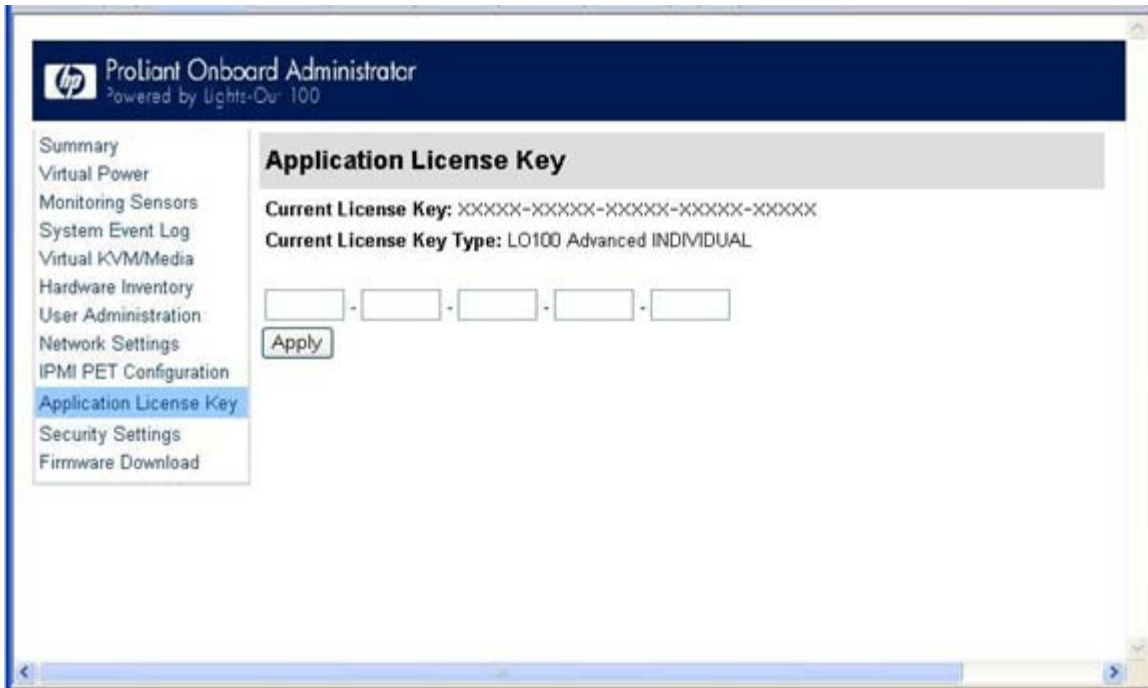 hp
ProLiant Onboard Administrator
Powered by Lights-Out 100
Summary
Virtual Power
Monitoring Sensors
System Event Log
Virtual KVM/Media
Hardware Inventory
User Administration
Network Settings
IPMI PET Configuration
Application License Key
Security Settings
Firmware Download
Application License Key
Current License Key: XXXXX-XXXXX-XXXXX-XXXXX-XXXXX
Current License Key Type: LO100 Advanced INDIVIDUAL
- - - -
Apply